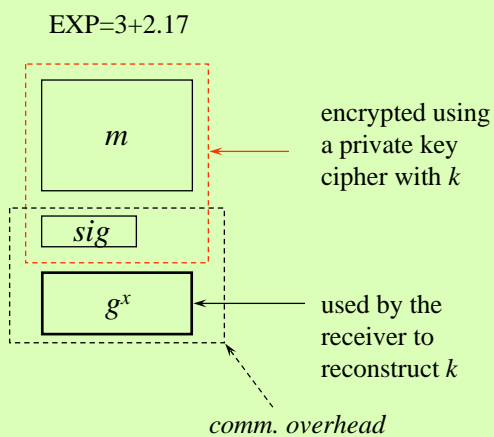 EXP=3+2.17
m
encrypted using
a private key
cipher with k
sig
gˣ
used by the
receiver to
reconstruct k
comm. overhead